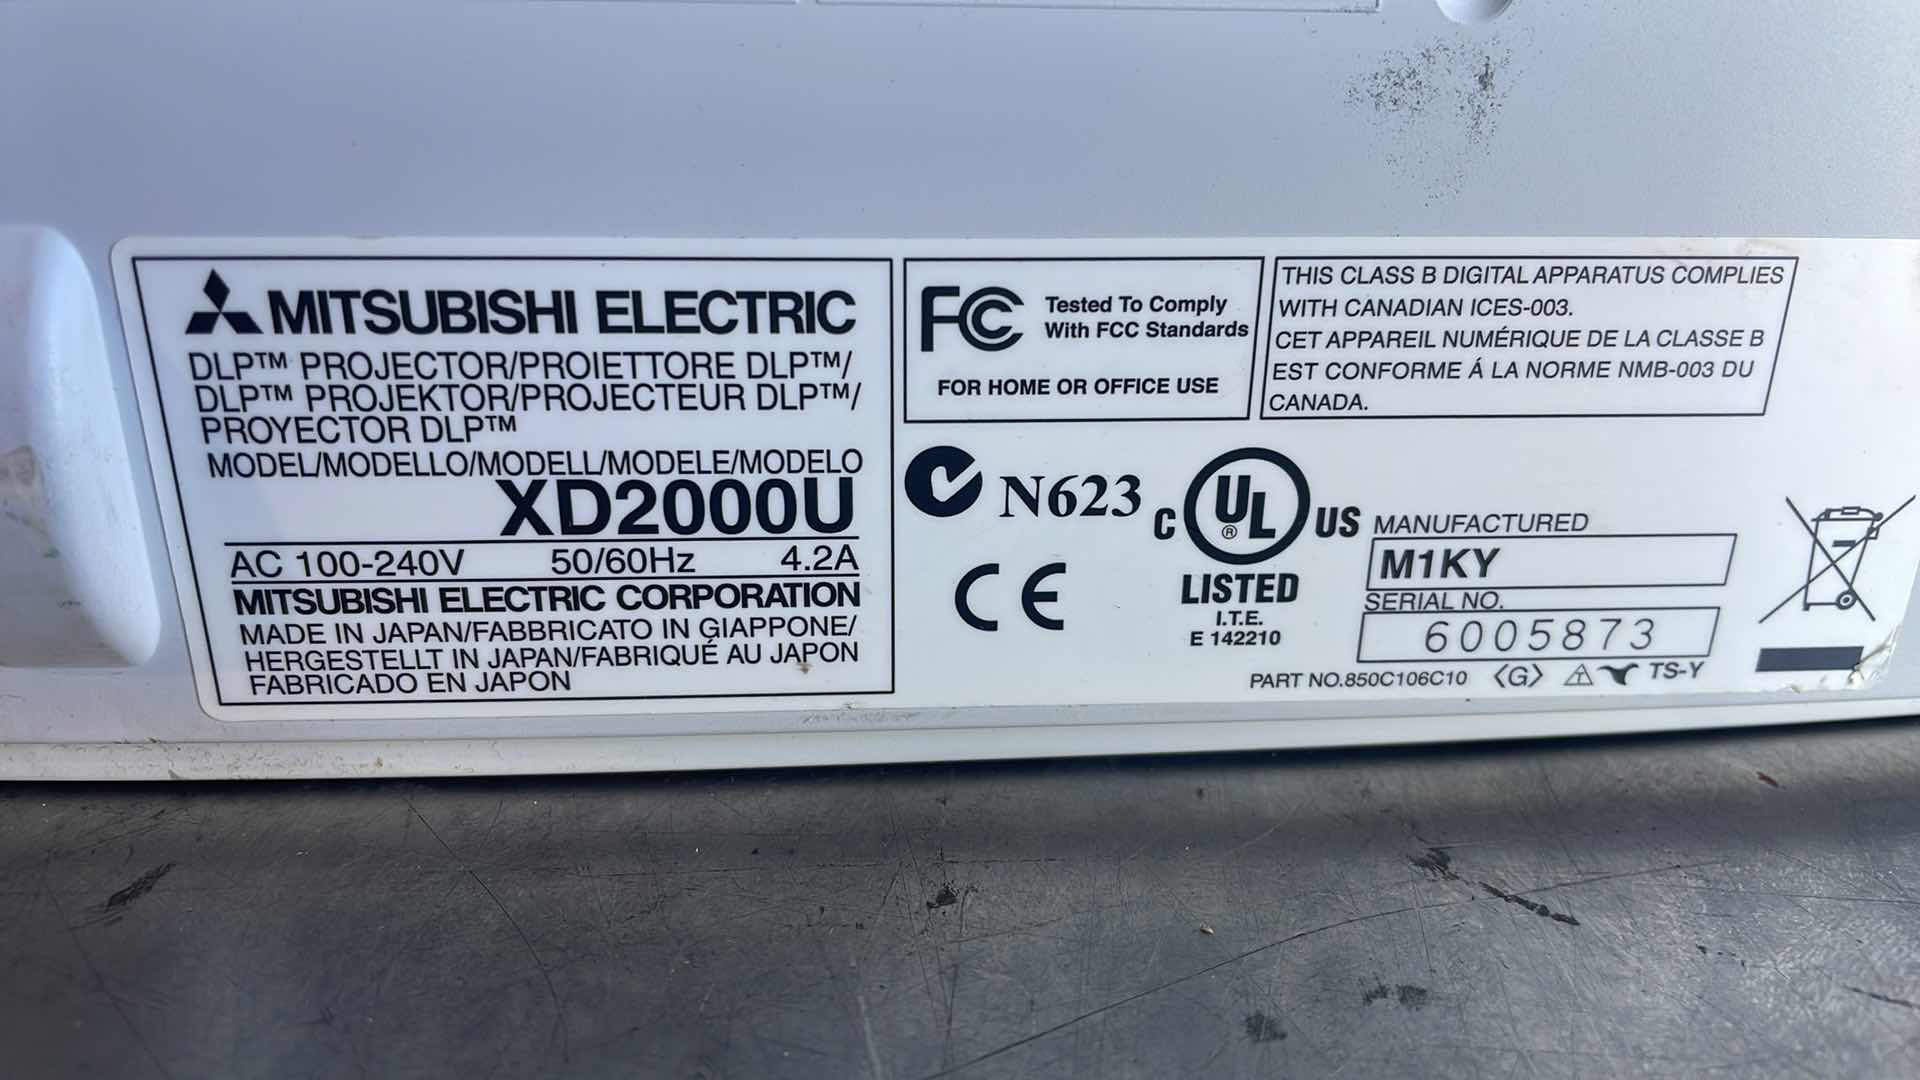 MITSUBISHI ELECTRIC
DLP™ PROJECTOR/PROIETTORE DLP™/
DLP™ PROJEKTOR/PROJECTEUR DLP™/
PROYECTOR DLP™
MODEL/MODELLO/MODELL/MODELE/MODELO
XD2000U
AC 100-240V 50/60Hz 4.2A
MITSUBISHI ELECTRIC CORPORATION
MADE IN JAPAN/FABBRICATO IN GIAPPONE/
HERGESTELLT IN JAPAN/FABRIQUÉ AU JAPON
FABRICADO EN JAPON
FC Tested To Comply
With FCC Standards
FOR HOME OR OFFICE USE
THIS CLASS B DIGITAL APPARATUS COMPLIES
WITH CANADIAN ICES-003.
CET APPAREIL NUMÉRIQUE DE LA CLASSE B
EST CONFORME Á LA NORME NMB-003 DU
CANADA.
N623
C UL® US
LISTED
I.T.E.
E 142210
CE
MANUFACTURED
M1KY
SERIAL NO.
6005873
PART NO.850C106C10 〈G〉 T TS-Y